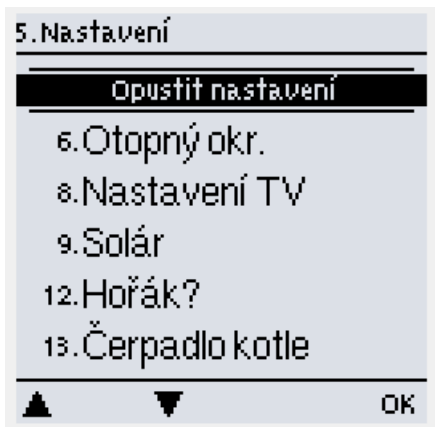 5.Nastavení
Opustit nastavení
6.Otopný okr.
8.Nastavení TV
9.Solár
12.Hořák?
13.Čerpadlo kotle
OK